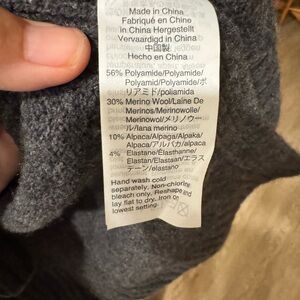 Made in China
Fabriqué en Chine
in China Hergestellt
Vervaardigd in China
中国製
Hecho en China
56% Polyamide/Polyamide/
Polyamid/Polyamide/ポ
リアミド/poliamida
30% Merino Wool/Laine De
Merinos/Merinowolle/
Merinowol/メリノウー
ル/lana merino
10% Alpaca/Alpaga/Alpaka/
Alpaca/アルパカ/alpaca
4% Elastane/Élasthanne/
Elastan/Elastaan/エラス
テーン/elastano
Hand wash cold
separately. Non-chlorine
bleach only. Reshape and
lay flat to dry. Iron on
lowest setting.